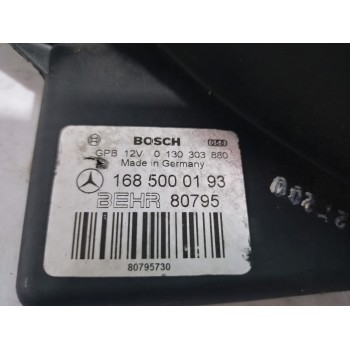 BOSCH
GPB 12V 0 130 303 880
Made in Germany
168 500 01 93
BEHR 80795
80795730